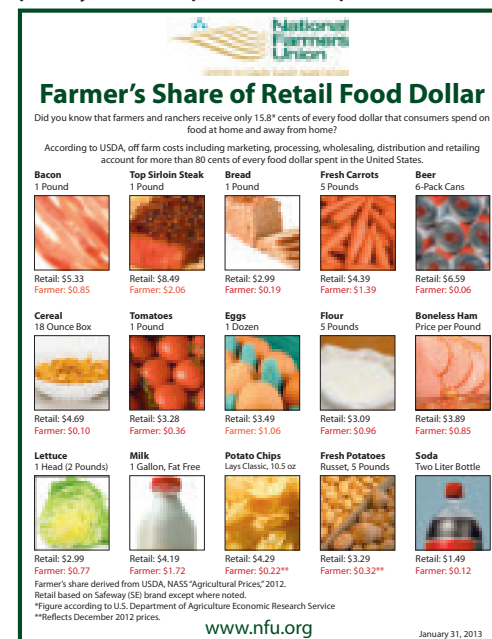 National
Farmers
Union
Farmer's Share of Retail Food Dollar
Did you know that farmers and ranchers receive only 15.8* cents of every food dollar that consumers spend on
food at home and away from home?
According to USDA, off farm costs including marketing, processing, wholesaling, distribution and retailing
account for more than 80 cents of every food dollar spent in the United States.
Bacon
1 Pound
Retail: $5.33
Farmer: $0.85
Top Sirloin Steak
1 Pound
Retail: $8.49
Farmer: $2.06
Bread
1 Pound
Retail: $2.99
Farmer: $0.19
Fresh Carrots
5 Pounds
Retail: $4.39
Farmer: $1.39
Beer
6-Pack Cans
Retail: $6.59
Farmer: $0.06
Cereal
18 Ounce Box
Retail: $4.69
Farmer: $0.10
Tomatoes
1 Pound
Retail: $3.28
Farmer: $0.36
Eggs
1 Dozen
Retail: $3.49
Farmer: $1.06
Flour
5 Pounds
Retail: $3.09
Farmer: $0.96
Boneless Ham
Price per Pound
Retail: $3.89
Farmer: $0.85
Lettuce
1 Head (2 Pounds)
Retail: $2.99
Farmer: $0.77
Milk
1 Gallon, Fat Free
Retail: $4.19
Farmer: $1.72
Potato Chips
Lays Classic, 10.5 oz
Retail: $4.29
Farmer: $0.22**
Fresh Potatoes
Russet, 5 Pounds
Retail: $3.29
Farmer: $0.32**
Soda
Two Liter Bottle
Retail: $1.49
Farmer: $0.12
Farmer's share derived from USDA, NASS "Agricultural Prices," 2012.
Retail based on Safeway (SE) brand except where noted.
*Figure according to U.S. Department of Agriculture Economic Research Service
**Reflects December 2012 prices.
www.nfu.org
January 31, 2013